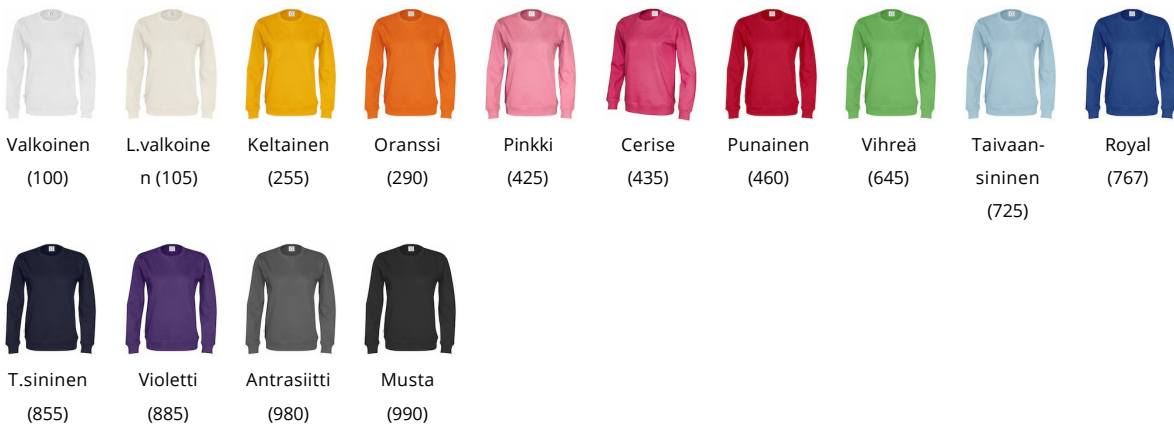 Valkoinen
(100)
L.valkoine
n (105)
Keltainen
(255)
Oranssi
(290)
Pinkki
(425)
Cerise
(435)
Punainen
(460)
Vihreä
(645)
Taivaan-
sininen
(725)
Royal
(767)
T.sininen
(855)
Violetti
(885)
Antrasiitti
(980)
Musta
(990)